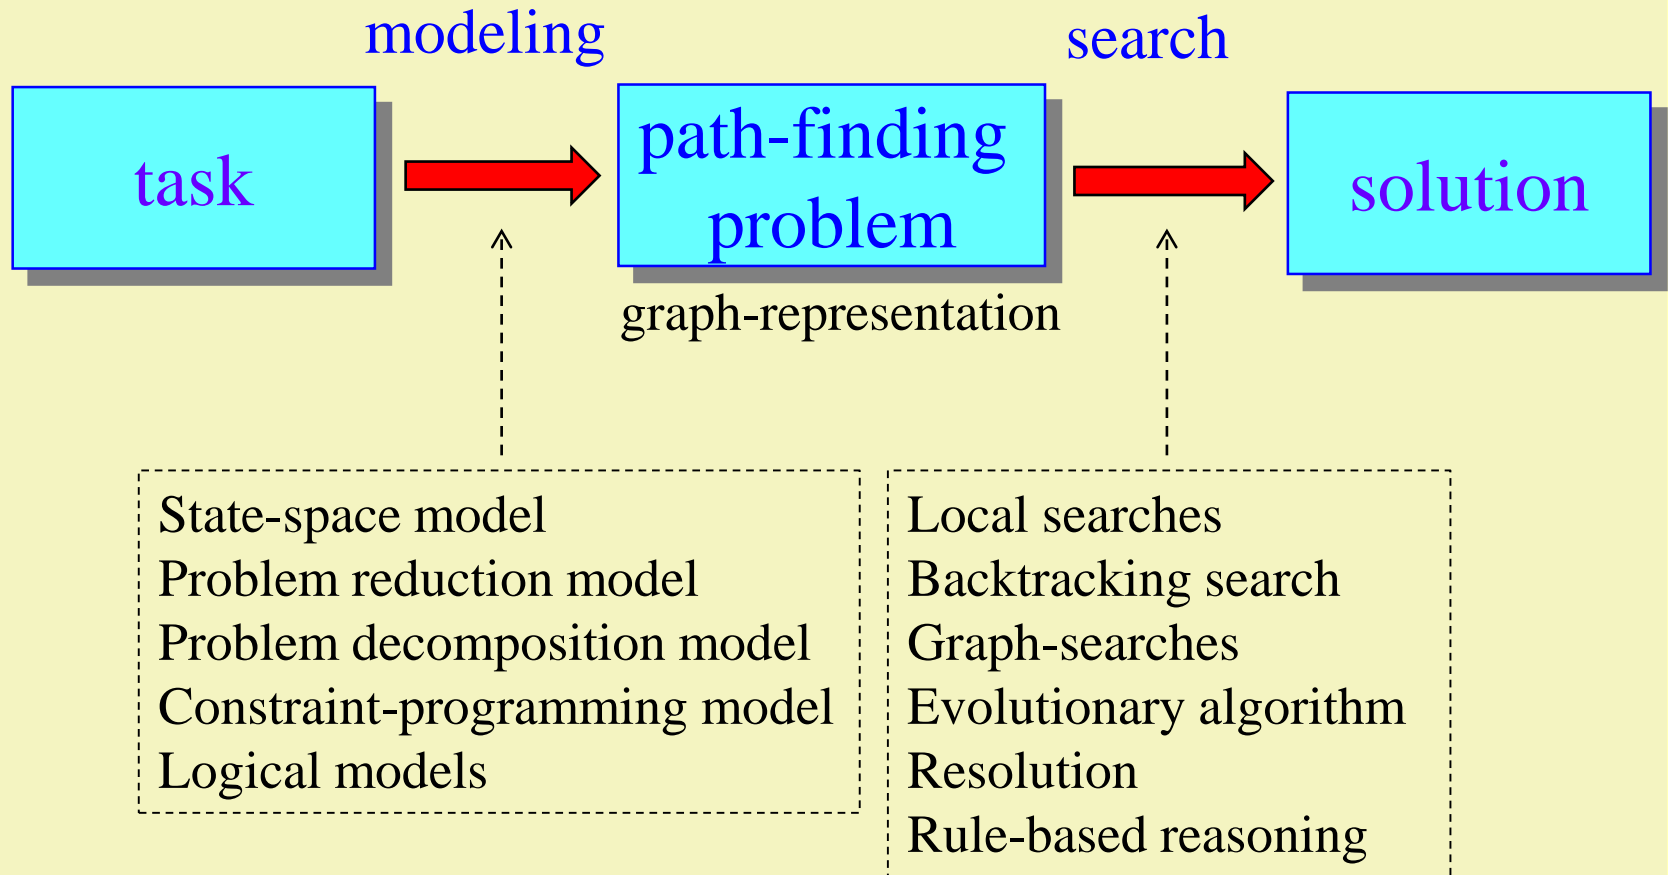 modeling
search
task
path-finding
problem
solution
graph-representation
State-space model
Problem reduction model
Problem decomposition model
Constraint-programming model
Logical models
Local searches
Backtracking search
Graph-searches
Evolutionary algorithm
Resolution
Rule-based reasoning